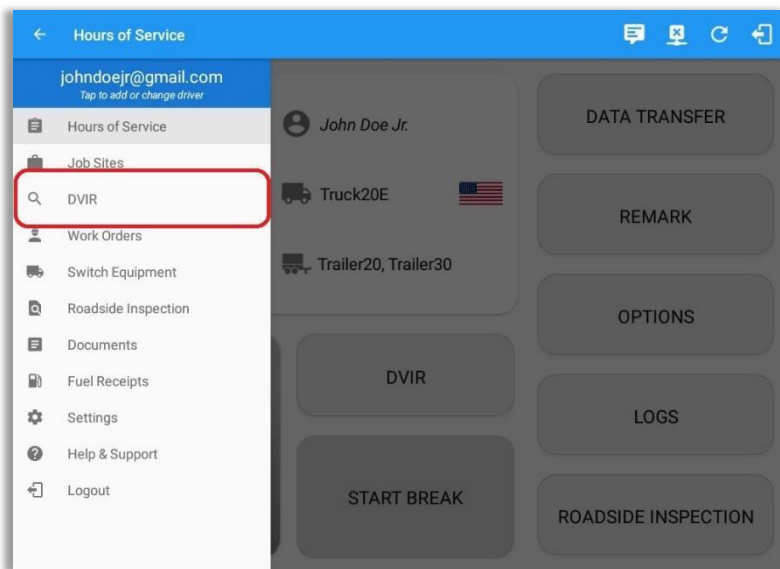 Hours of Service
johndoejr@gmail.com
Tap to add or change driver
Hours of Service
Job Sites
DVIR
Work Orders
Switch Equipment
Roadside Inspection
Documents
Fuel Receipts
Settings
Help & Support
Logout
John Doe Jr.
Truck20E
Trailer20, Trailer30
DVIR
START BREAK
DATA TRANSFER
REMARK
OPTIONS
LOGS
ROADSIDE INSPECTION